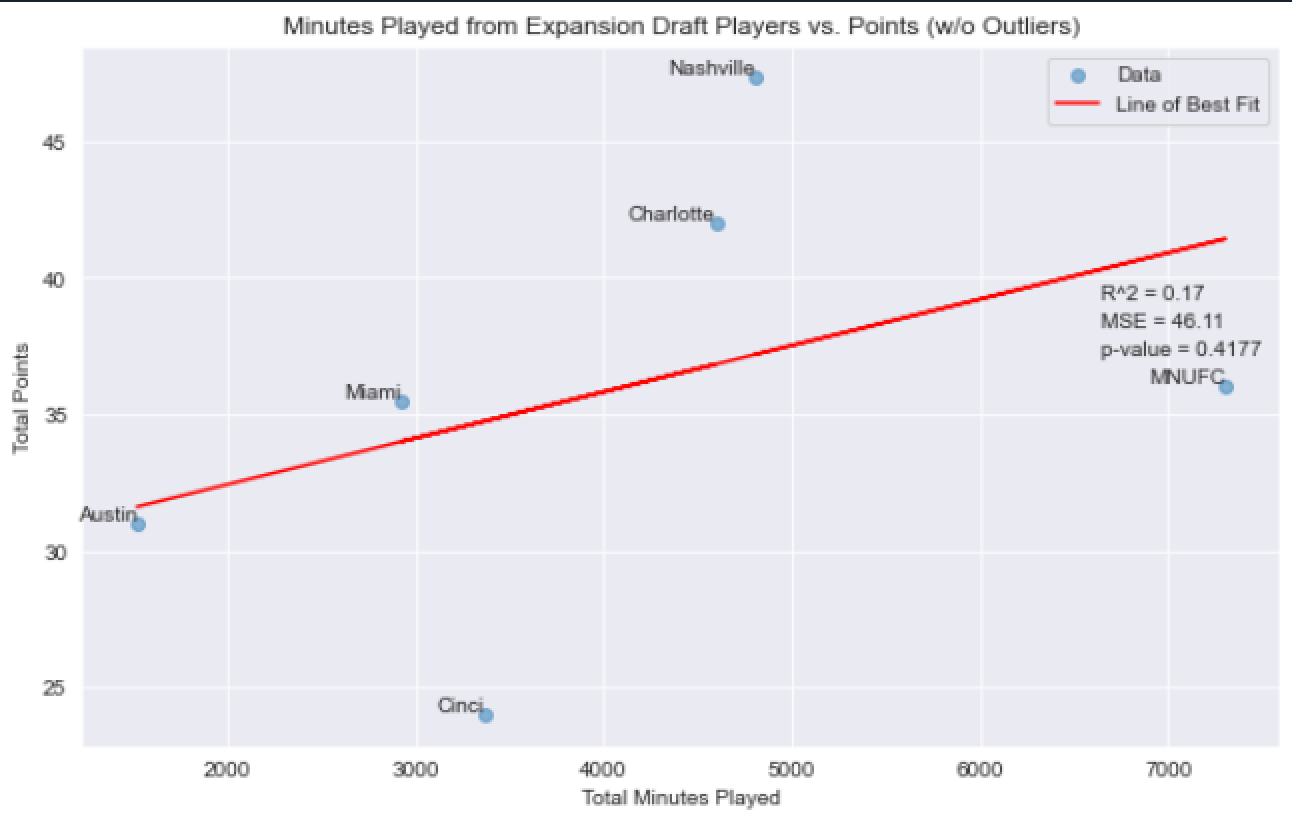 Minutes Played from Expansion Draft Players vs. Points (w/o Outliers)
Nashville
Data
Line of Best Fit
45
Charlotte
40
R^2 = 0.17
MSE = 46.11
p-value = 0.4177
MNUFC
Miami
35
Total Points
Austin
30
25
Cinci
2000 3000 4000 5000 6000 7000
Total Minutes Played